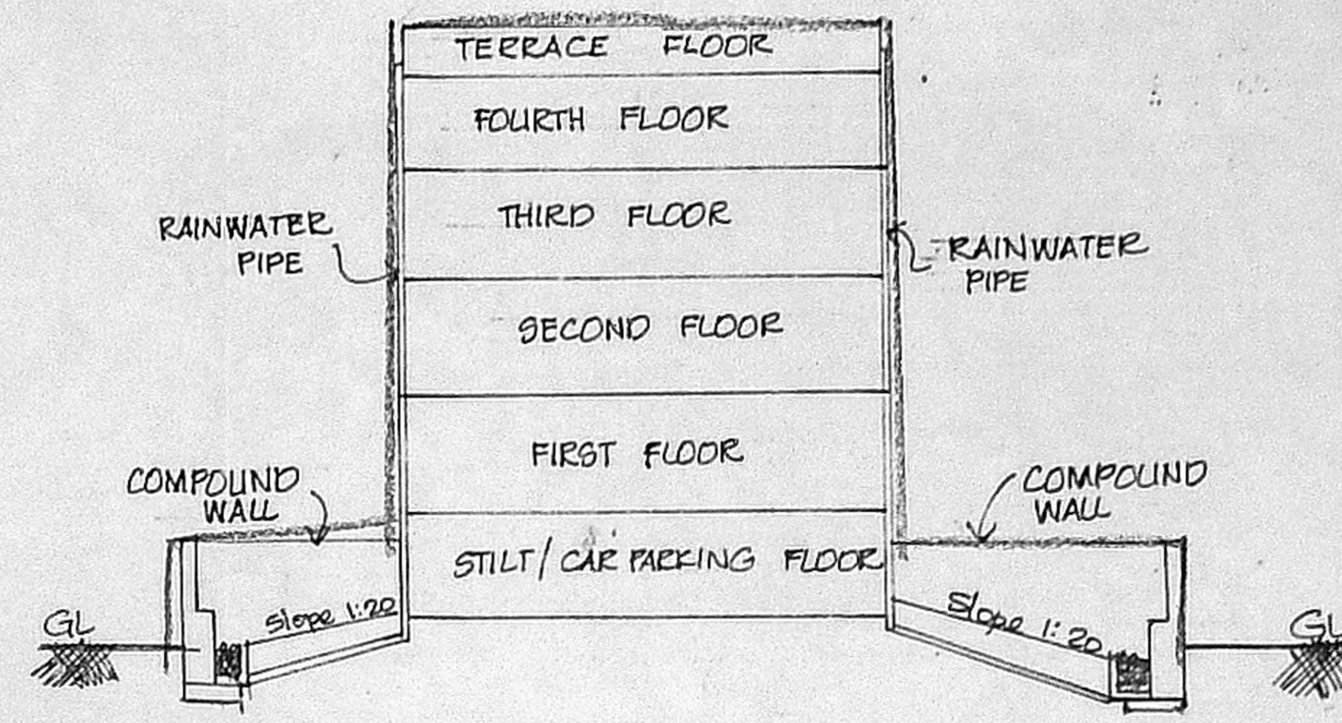 TERRACE FLOOR
FOURTH FLOOR
THIRD FLOOR
RAINWATER
PIPE
RAINWATER
PIPE
SECOND FLOOR
FIRST FLOOR
COMPOUND
WALL
COMPOUND
WALL
STILT/CAR PARKING FLOOR
GL
Slope 1:20
Slope 1:20
GL